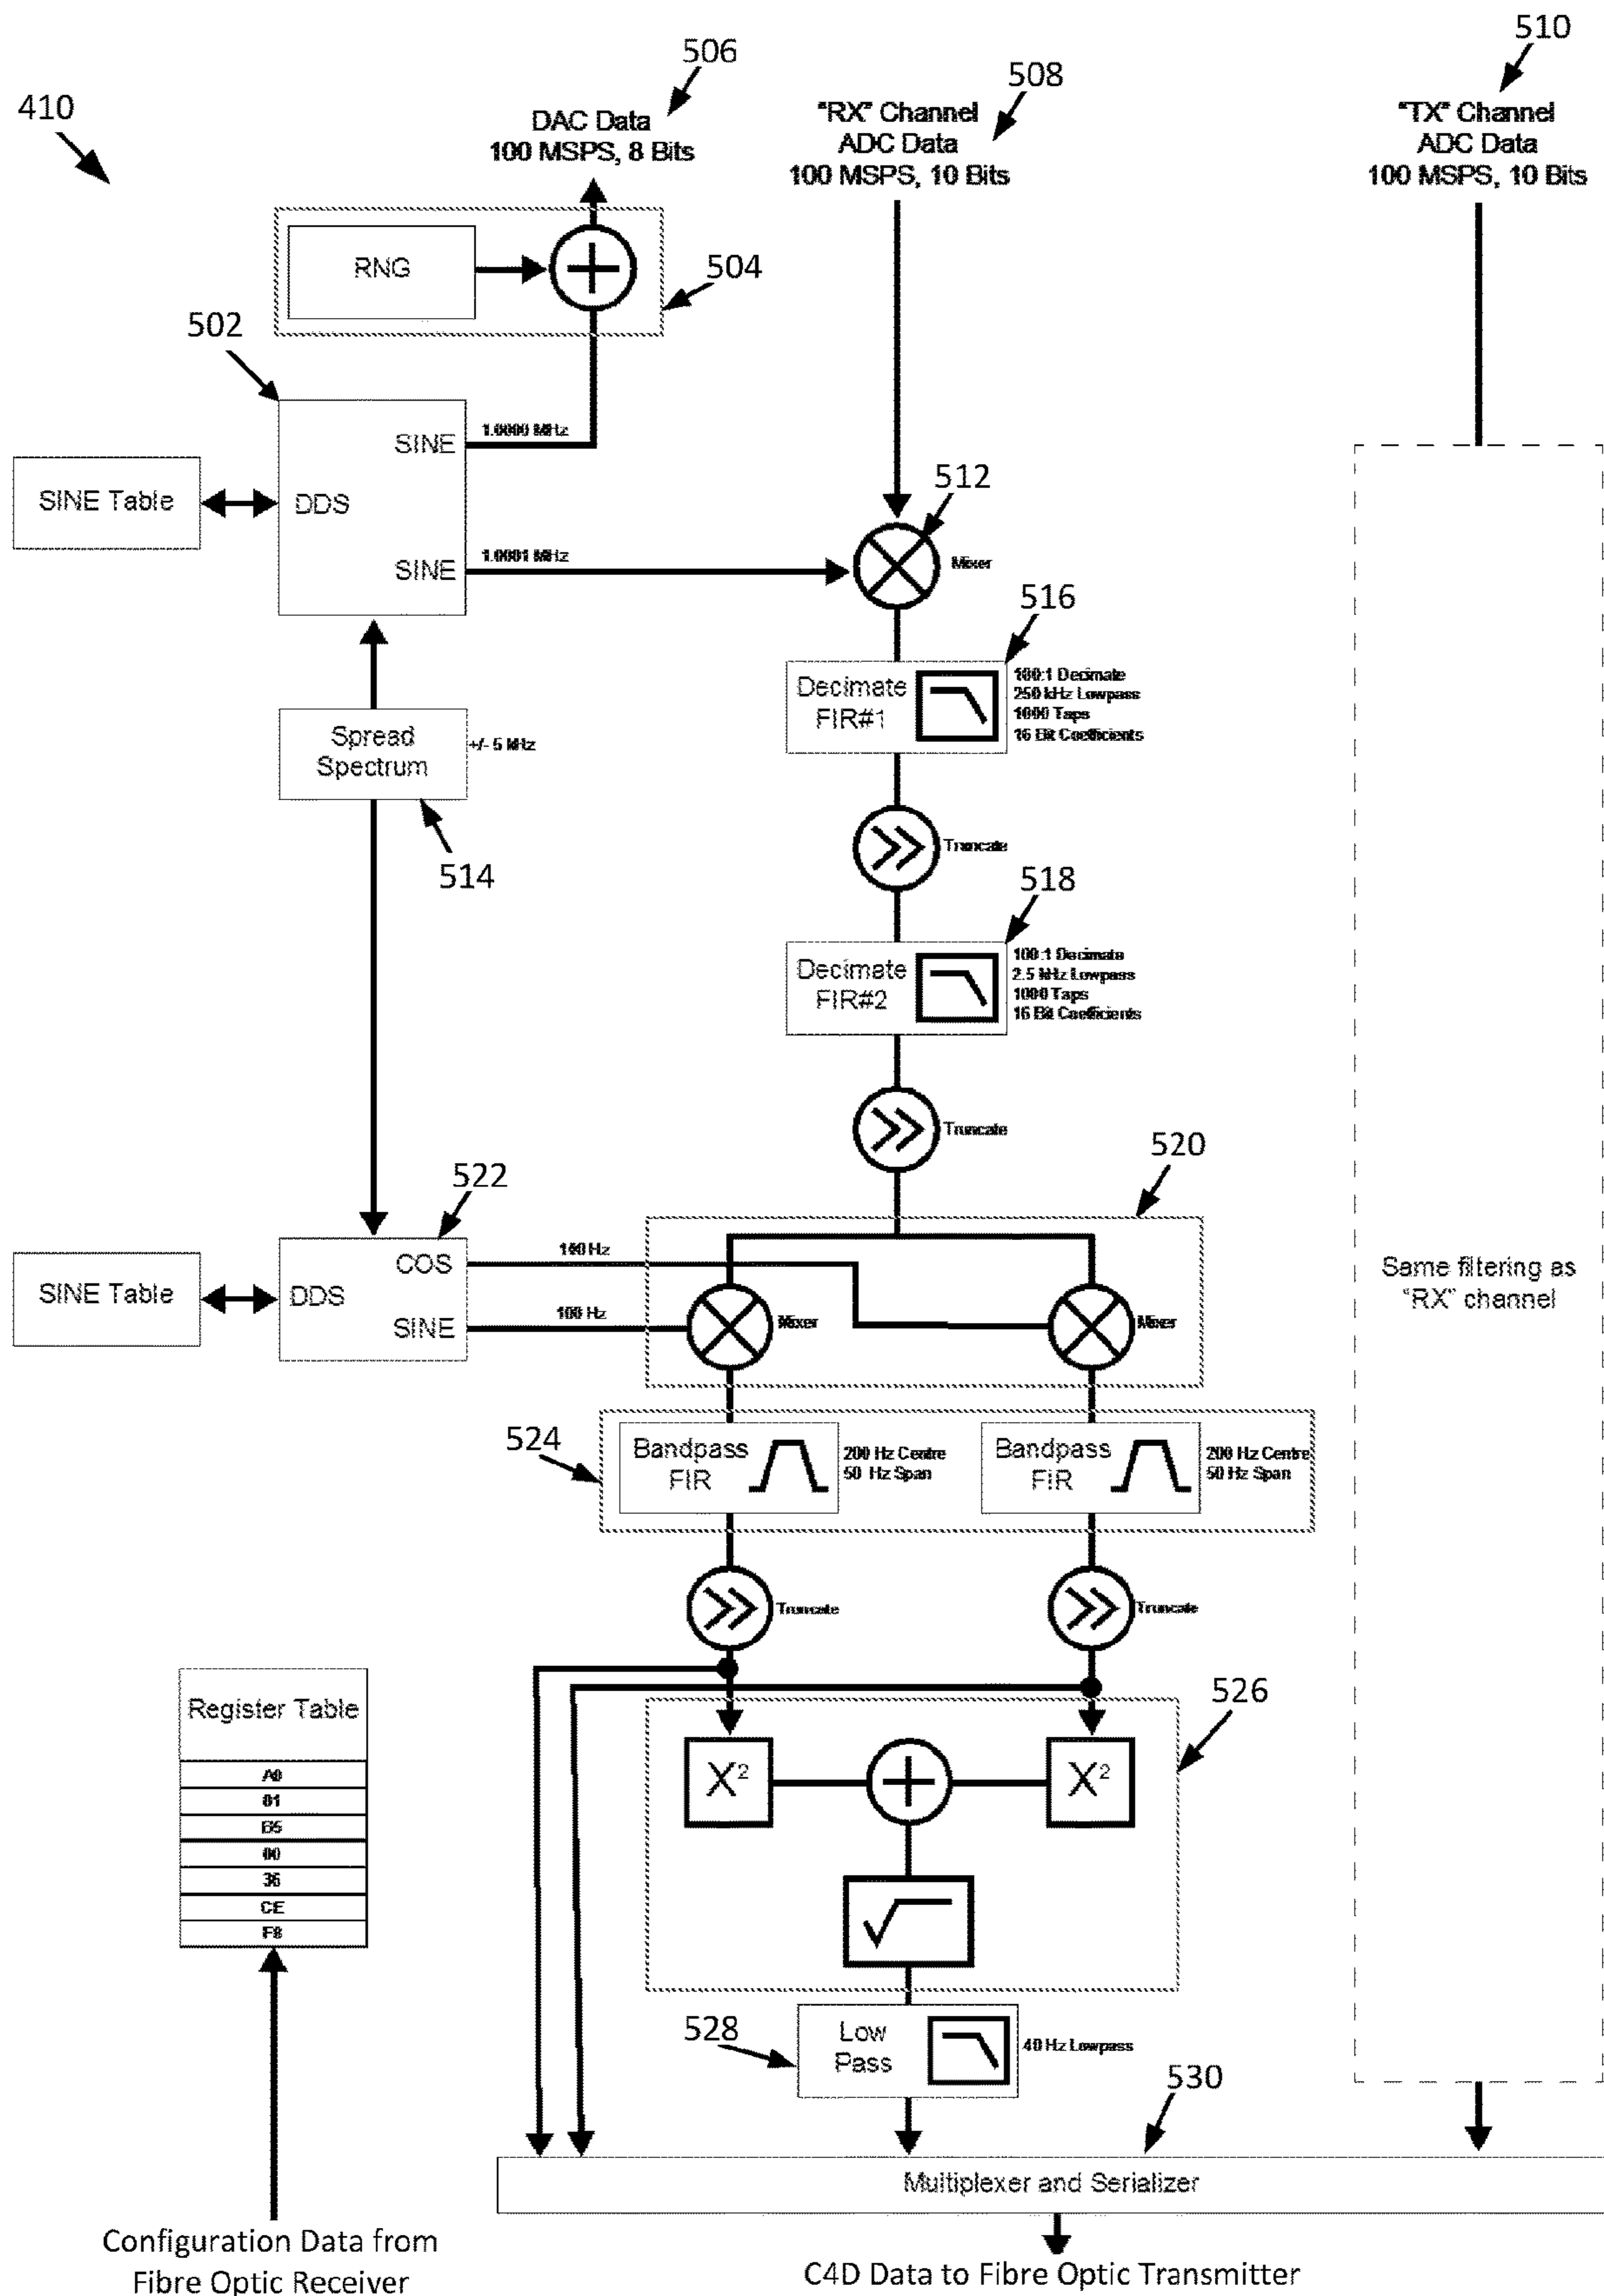 410
506
DAC Data
100 MSPS, 8 Bits
508
"RX" Channel
ADC Data
100 MSPS, 10 Bits
510
"TX" Channel
ADC Data
100 MSPS, 10 Bits
RNG
504
502
SINE
1.0000 MHz
SINE Table
DDS
SINE
1.0001 MHz
512
Mixer
516
Decimate
FIR#1
100:1 Decimate
250 kHz Lowpass
1000 Taps
16 Bit Coefficients
Spread
Spectrum
+/- 5 kHz
514
Truncate
518
Decimate
FIR#2
100:1 Decimate
2.5 kHz Lowpass
1000 Taps
16 Bit Coefficients
Truncate
520
522
COS
100 Hz
SINE Table
DDS
SINE
100 Hz
Mixer
Mixer
Same filtering as
"RX" channel
524
Bandpass
FIR
200 Hz Centre
50 Hz Span
Bandpass
FIR
200 Hz Centre
50 Hz Span
Truncate
Truncate
Register Table
A0
81
B5
00
36
CE
F8
526
X²
X²
528
Low
Pass
40 Hz Lowpass
530
Multiplexer and Serializer
Configuration Data from
Fibre Optic Receiver
C4D Data to Fibre Optic Transmitter